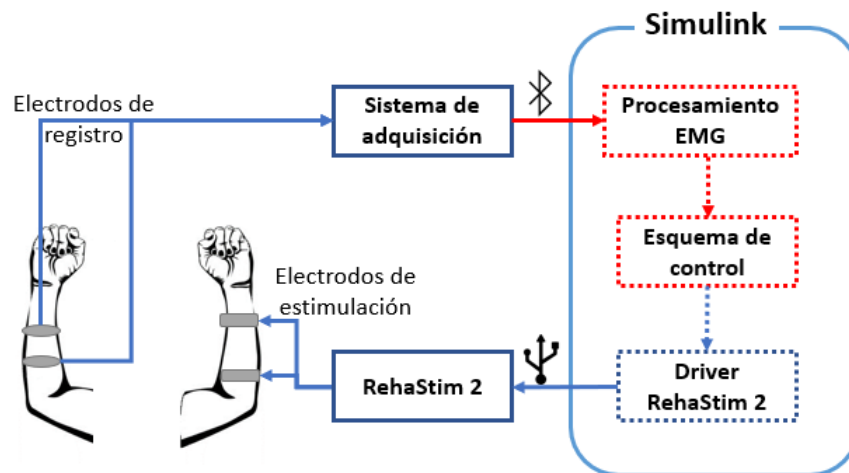 Simulink
Electrodos de
registro
Sistema de
adquisición
Procesamiento
EMG
Esquema de
control
Electrodos de
estimulación
RehaStim 2
Driver
RehaStim 2